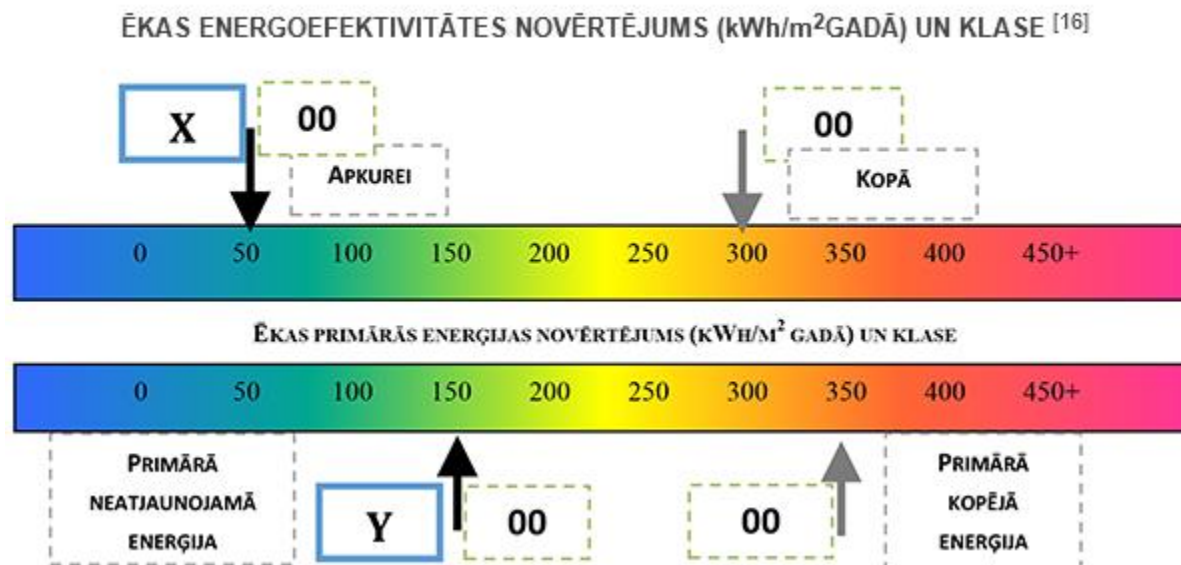 ĒKAS ENERGOEFEKTIVITĀTES NOVĒRTĒJUMS (kWh/m²GADĀ) UN KLASE [16]
X 00 00
APKUREI KOPĀ
0 50 100 150 200 250 300 350 400 450+
ĒKAS PRIMĀRĀS ENERĢIJAS NOVĒRTĒJUMS (KWH/M² GADĀ) UN KLASE
0 50 100 150 200 250 300 350 400 450+
PRIMĀRĀ
NEATJAUNOJAMĀ
ENERĢIJA
Y 00 00
PRIMĀRĀ
KOPĒJĀ
ENERĢIJA